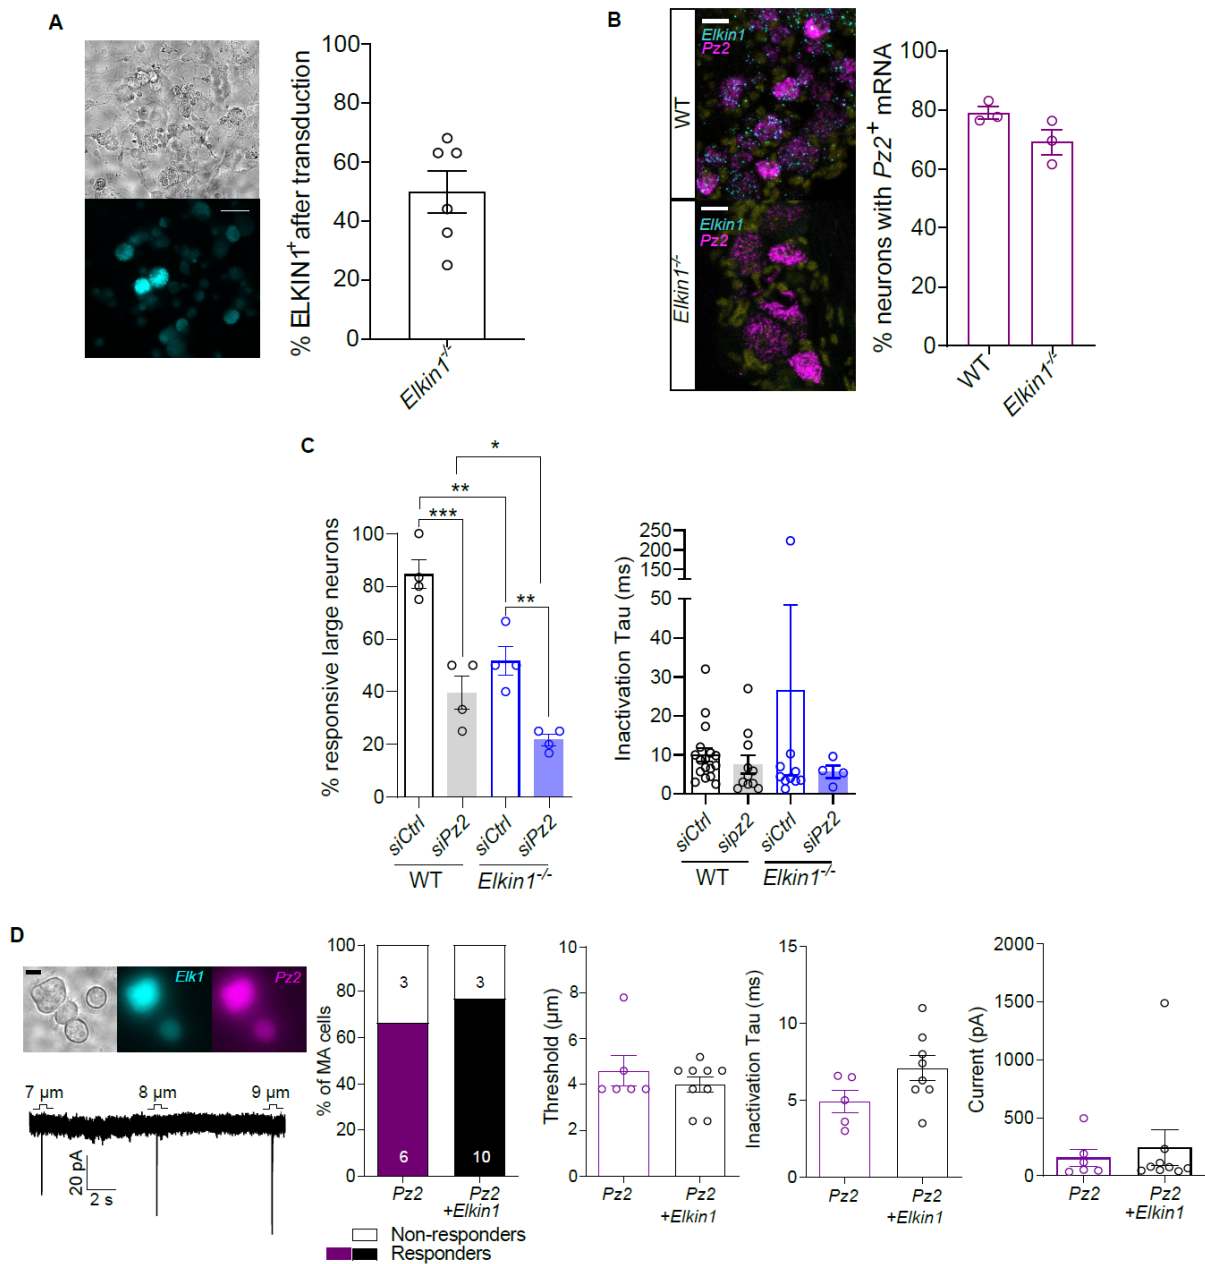 A
% ELKIN1+ after transduction
100
80
60
40
20
0
Elkin1-/-
B
WT
Elkin1
Pz2
Elkin1-/-
Elkin1
Pz2
% neurons with Pz2+ mRNA
100
80
60
40
20
0
WT
Elkin1-/-
C
% responsive large neurons
100
80
60
40
20
0
*
**
***
**
siCtrl
siPz2
siCtrl
siPz2
WT
Elkin1-/-
Inactivation Tau (ms)
250
200
150
50
40
30
20
10
0
siCtrl
sipz2
siCtrl
siPz2
WT
Elkin1-/-
D
Elk1
Pz2
7 µm
8 µm
9 µm
20 pA
2 s
% of MA cells
100
80
60
40
20
0
3
3
6
10
Pz2
Pz2
+Elkin1
Non-responders
Responders
Threshold (µm)
10
8
6
4
2
0
Pz2
Pz2
+Elkin1
Inactivation Tau (ms)
15
10
5
0
Pz2
Pz2
+Elkin1
Current (pA)
2000
1500
1000
500
0
Pz2
Pz2
+Elkin1